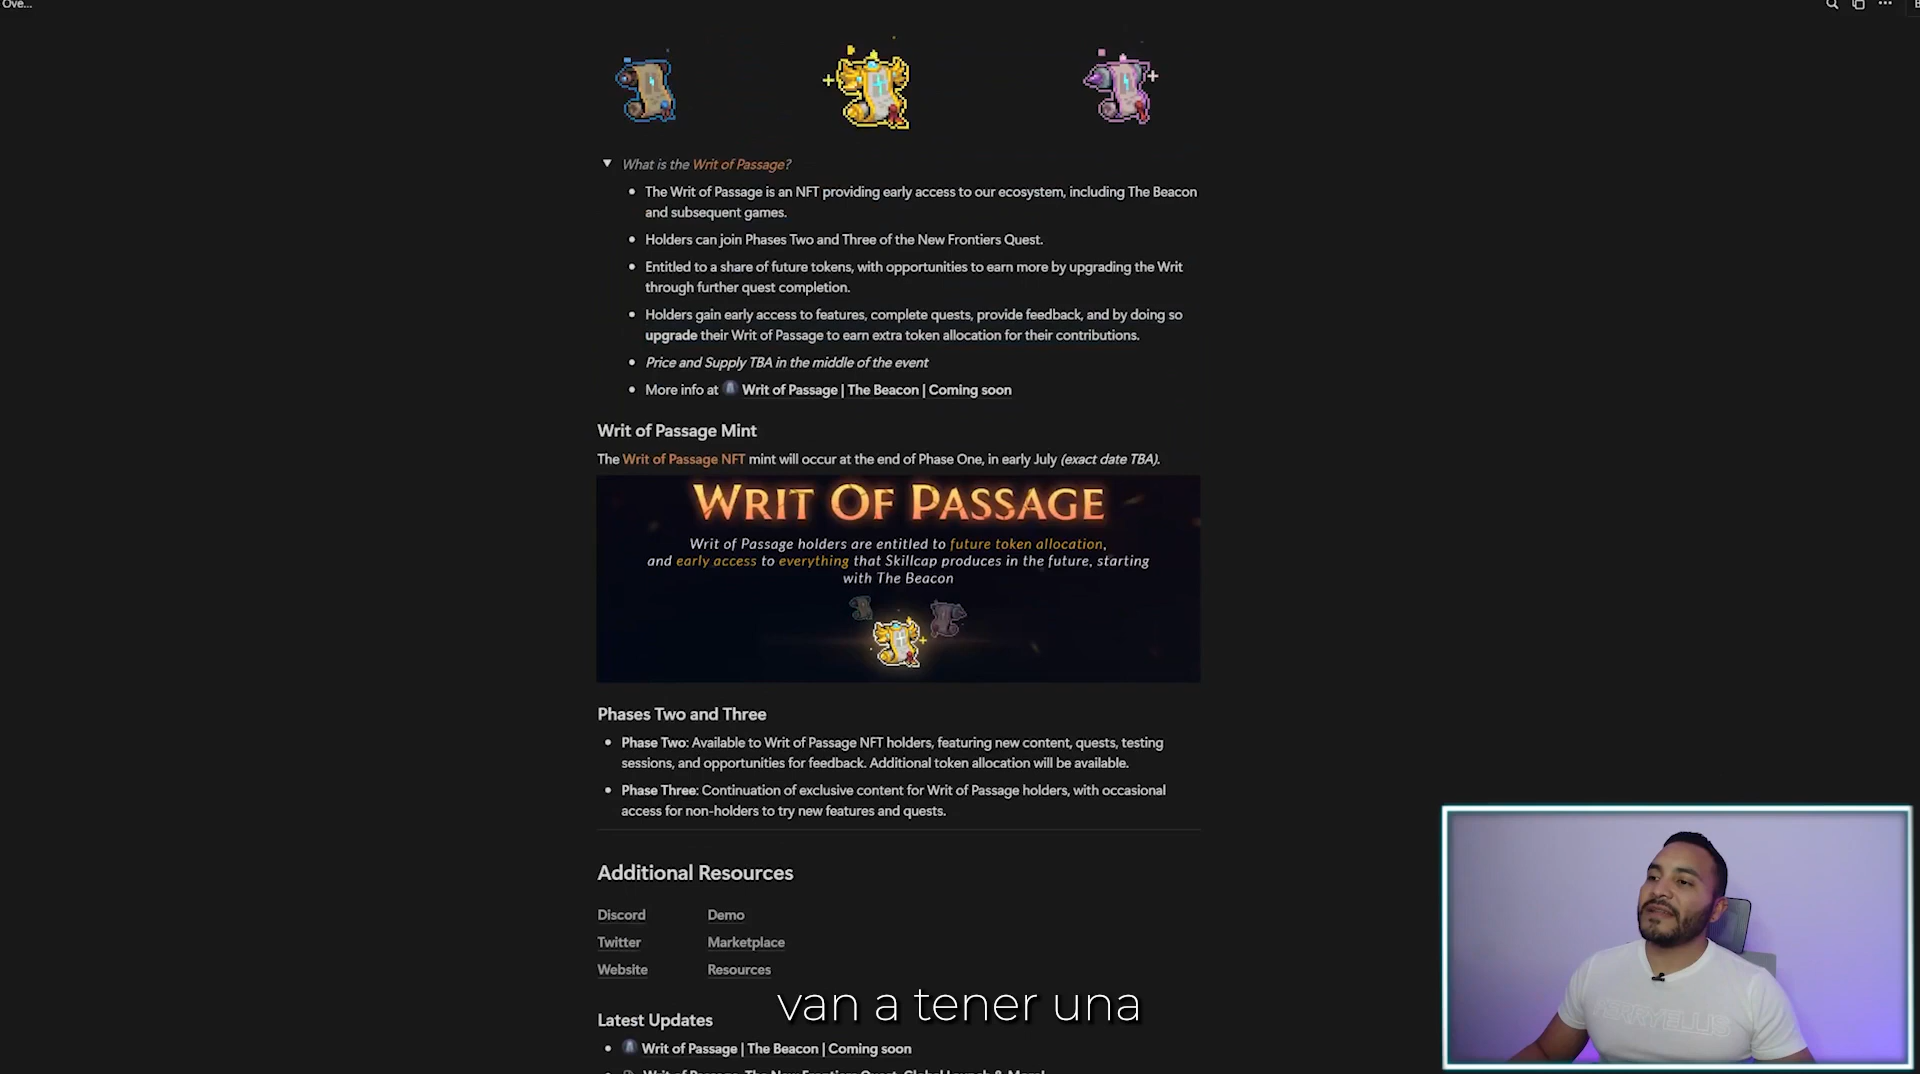 Ove...
What is the Writ of Passage?
The Writ of Passage is an NFT providing early access to our ecosystem, including The Beacon
and subsequent games.
Holders can join Phases Two and Three of the New Frontiers Quest.
Entitled to a share of future tokens, with opportunities to earn more by upgrading the Writ
through further quest completion.
Holders gain early access to features, complete quests, provide feedback, and by doing so
upgrade their Writ of Passage to earn extra token allocation for their contributions.
Price and Supply TBA in the middle of the event
More info at Writ of Passage | The Beacon | Coming soon
Writ of Passage Mint
The Writ of Passage NFT mint will occur at the end of Phase One, in early July (exact date TBA).
WRIT OF PASSAGE
Writ of Passage holders are entitled to future token allocation,
and early access to everything that Skillcap produces in the future, starting
with The Beacon
Phases Two and Three
Phase Two: Available to Writ of Passage NFT holders, featuring new content, quests, testing
sessions, and opportunities for feedback. Additional token allocation will be available.
Phase Three: Continuation of exclusive content for Writ of Passage holders, with occasional
access for non-holders to try new features and quests.
Additional Resources
Discord Demo
Twitter Marketplace
Website Resources
van a tener una
Latest Updates
Writ of Passage | The Beacon | Coming soon
Writ of Passage, The New Frontiers Quest, Global Launch & More!
PERRY ELLIS